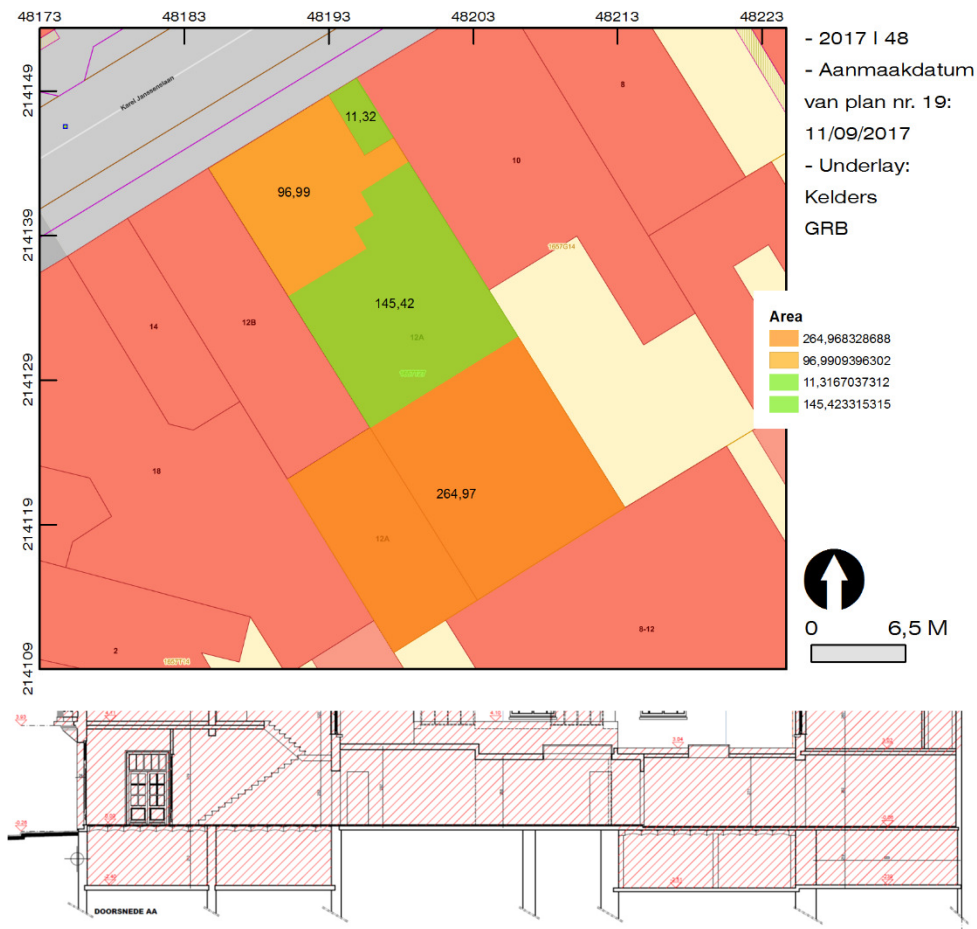 48173 48183 48193 48203 48213 48223
214149
214139
214129
214119
214109
Karel Janssenslaan
11,32
8
10
96,99
1657G14
145,42
14
12B
12A
18
264,97
12A
2
1657T14
8-12
- 2017 | 48
- Aanmaakdatum
van plan nr. 19:
11/09/2017
- Underlay:
Kelders
GRB
Area
264,968328688
96,9909396302
11,3167037312
145,423315315
0 6,5 M
DOORSNEDE AA